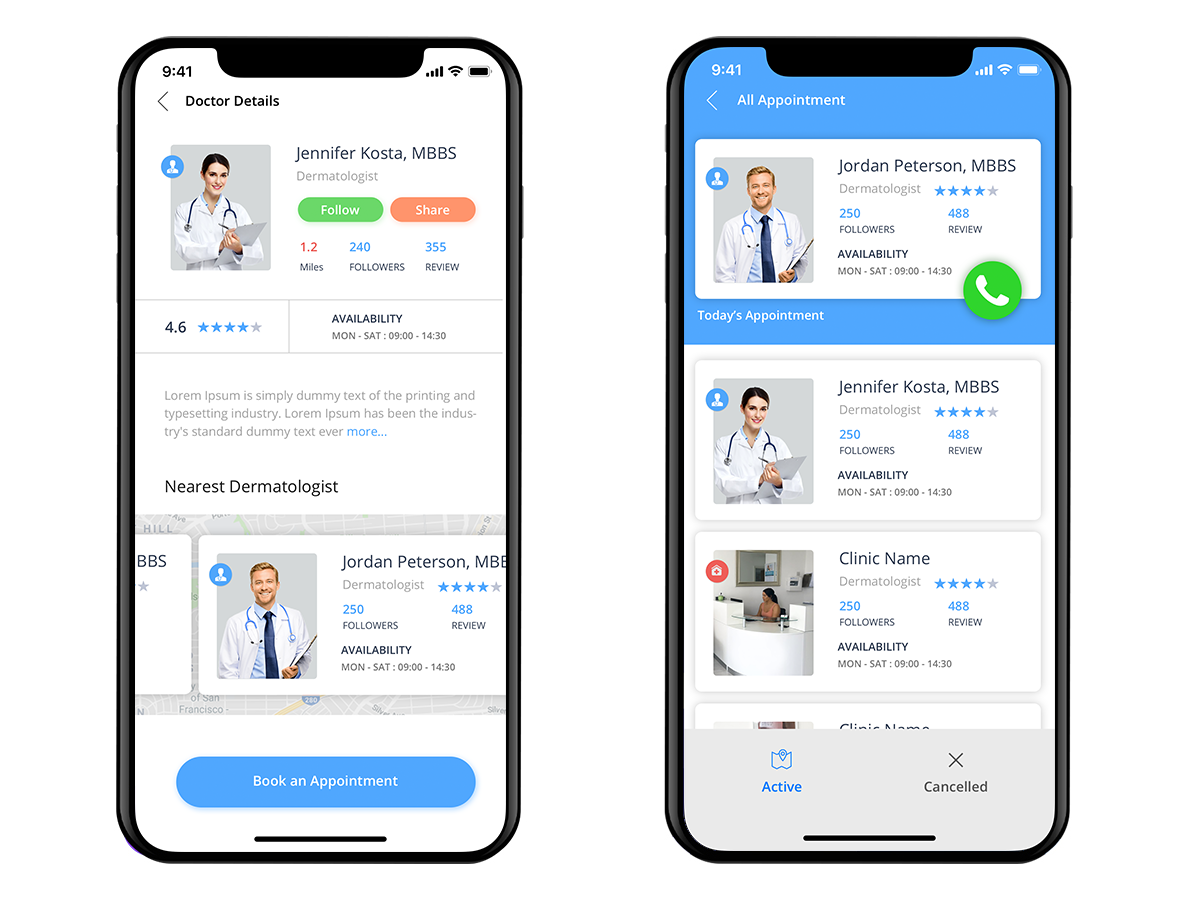 9:41
Doctor Details
Jennifer Kosta, MBBS
Dermatologist
Follow
Share
1.2
240
355
Miles
FOLLOWERS
REVIEW
4.6
AVAILABILITY
MON - SAT : 09:00 - 14:30
Lorem Ipsum is simply dummy text of the printing and
typesetting industry. Lorem Ipsum has been the indus-
try's standard dummy text ever more...
Nearest Dermatologist
HILL
BBS
Jordan Peterson, MBB
Dermatologist
250
488
FOLLOWERS
REVIEW
AVAILABILITY
MON - SAT : 09:00 - 14:30
of San
Francisco
280
Silver Ave
Book an Appointment
9:41
All Appointment
Jordan Peterson, MBBS
Dermatologist
250
488
FOLLOWERS
REVIEW
AVAILABILITY
MON - SAT : 09:00 - 14:30
Today's Appointment
Jennifer Kosta, MBBS
Dermatologist
250
488
FOLLOWERS
REVIEW
AVAILABILITY
MON - SAT : 09:00 - 14:30
Clinic Name
Dermatologist
250
488
FOLLOWERS
REVIEW
AVAILABILITY
MON - SAT : 09:00 - 14:30
Clinic Name
Active
Cancelled